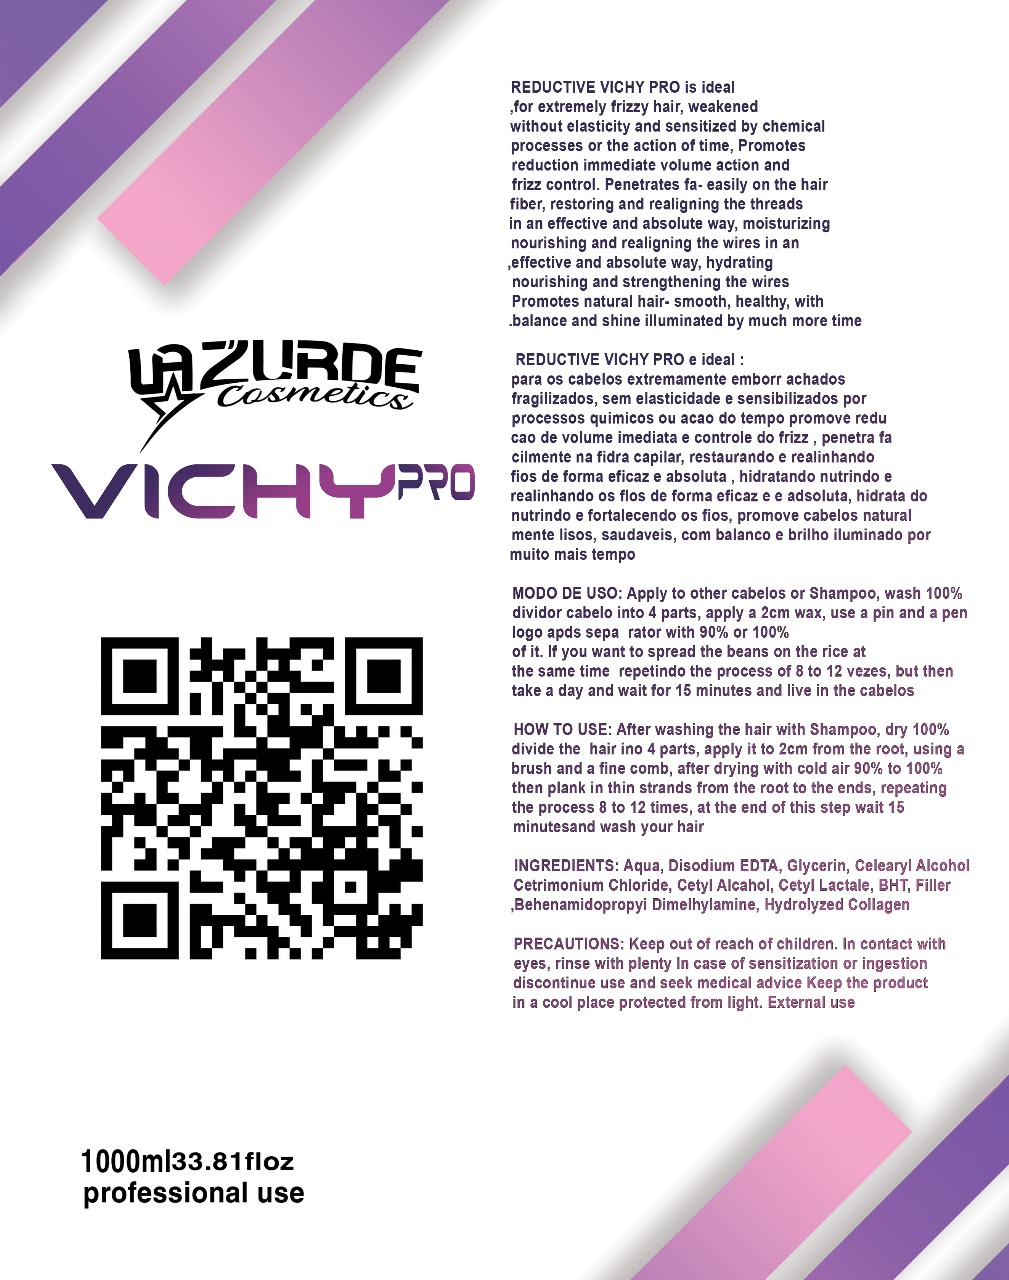 LAZURDE
Cosmetics
VICHY PRO
1000ml33.81floz
professional use
REDUCTIVE VICHY PRO is ideal
,for extremely frizzy hair, weakened
without elasticity and sensitized by chemical
processes or the action of time, Promotes
reduction immediate volume action and
frizz control. Penetrates fa- easily on the hair
fiber, restoring and realigning the threads
in an effective and absolute way, moisturizing
nourishing and realigning the wires in an
,effective and absolute way, hydrating
nourishing and strengthening the wires
Promotes natural hair- smooth, healthy, with
.balance and shine illuminated by much more time
REDUCTIVE VICHY PRO e ideal :
para os cabelos extremamente emborr achados
fragilizados, sem elasticidade e sensibilizados por
processos quimicos ou acao do tempo promove redu
cao de volume imediata e controle do frizz , penetra fa
cilmente na fidra capilar, restaurando e realinhando
fios de forma eficaz e absoluta , hidratando nutrindo e
realinhando os flos de forma eficaz e e adsoluta, hidrata do
nutrindo e fortalecendo os fios, promove cabelos natural
mente lisos, saudaveis, com balanco e brilho iluminado por
muito mais tempo
MODO DE USO: Apply to other cabelos or Shampoo, wash 100%
dividor cabelo into 4 parts, apply a 2cm wax, use a pin and a pen
logo apds sepa  rator with 90% or 100%
of it. If you want to spread the beans on the rice at
the same time  repetindo the process of 8 to 12 vezes, but then
take a day and wait for 15 minutes and live in the cabelos
HOW TO USE: After washing the hair with Shampoo, dry 100%
divide the  hair ino 4 parts, apply it to 2cm from the root, using a
brush and a fine comb, after drying with cold air 90% to 100%
then plank in thin strands from the root to the ends, repeating
the process 8 to 12 times, at the end of this step wait 15
minutesand wash your hair
INGREDIENTS: Aqua, Disodium EDTA, Glycerin, Celearyl Alcohol
Cetrimonium Chloride, Cetyl Alcohol, Cetyl Lactale, BHT, Filler
,Behenamidopropyi Dimelhylamine, Hydrolyzed Collagen
PRECAUTIONS: Keep out of reach of children. In contact with
eyes, rinse with plenty In case of sensitization or ingestion
discontinue use and seek medical advice Keep the product
in a cool place protected from light. External use